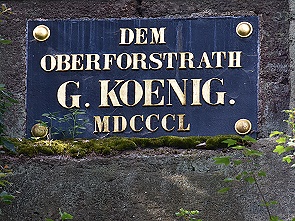 DEM
OBERFORSTRATH
G. KOENIG.
MDCCCL